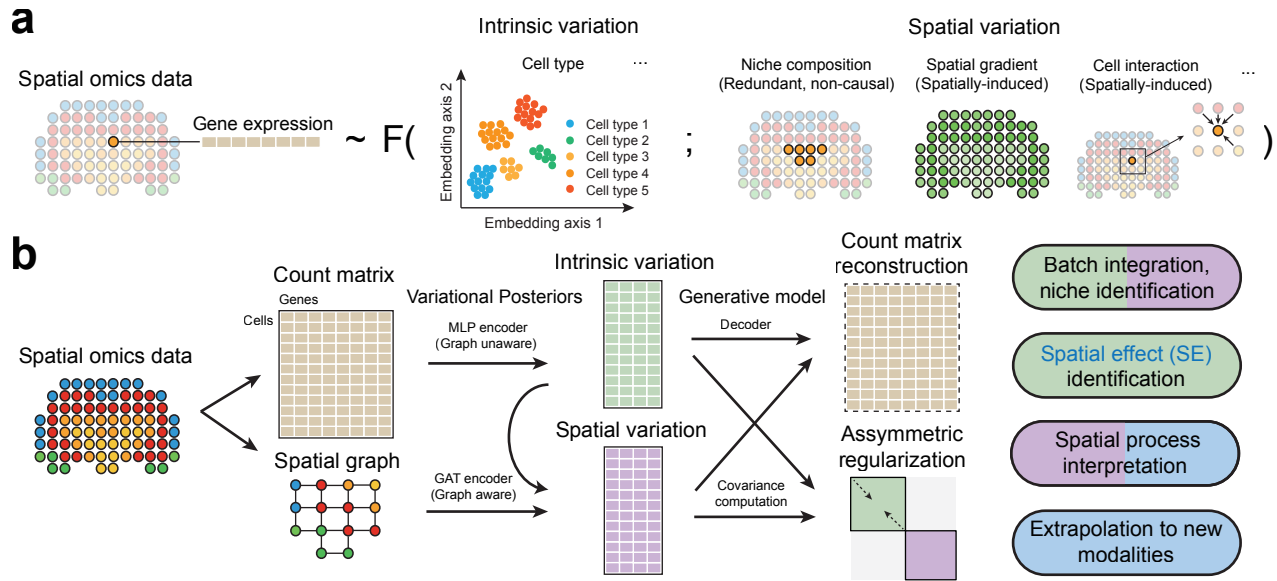 a
Spatial omics data
Gene expression
~ F(
Intrinsic variation
Cell type
...
Embedding axis 2
Cell type 1
Cell type 2
Cell type 3
Cell type 4
Cell type 5
Embedding axis 1
;
Spatial variation
Niche composition
(Redundant, non-causal)
Spatial gradient
(Spatially-induced)
Cell interaction
(Spatially-induced)
...
)
b
Spatial omics data
Count matrix
Genes
Cells
Spatial graph
Variational Posteriors
MLP encoder
(Graph unaware)
GAT encoder
(Graph aware)
Intrinsic variation
Spatial variation
Generative model
Decoder
Covariance
computation
Count matrix
reconstruction
Assymmetric
regularization
Batch integration,
niche identification
Spatial effect (SE)
identification
Spatial process
interpretation
Extrapolation to new
modalities